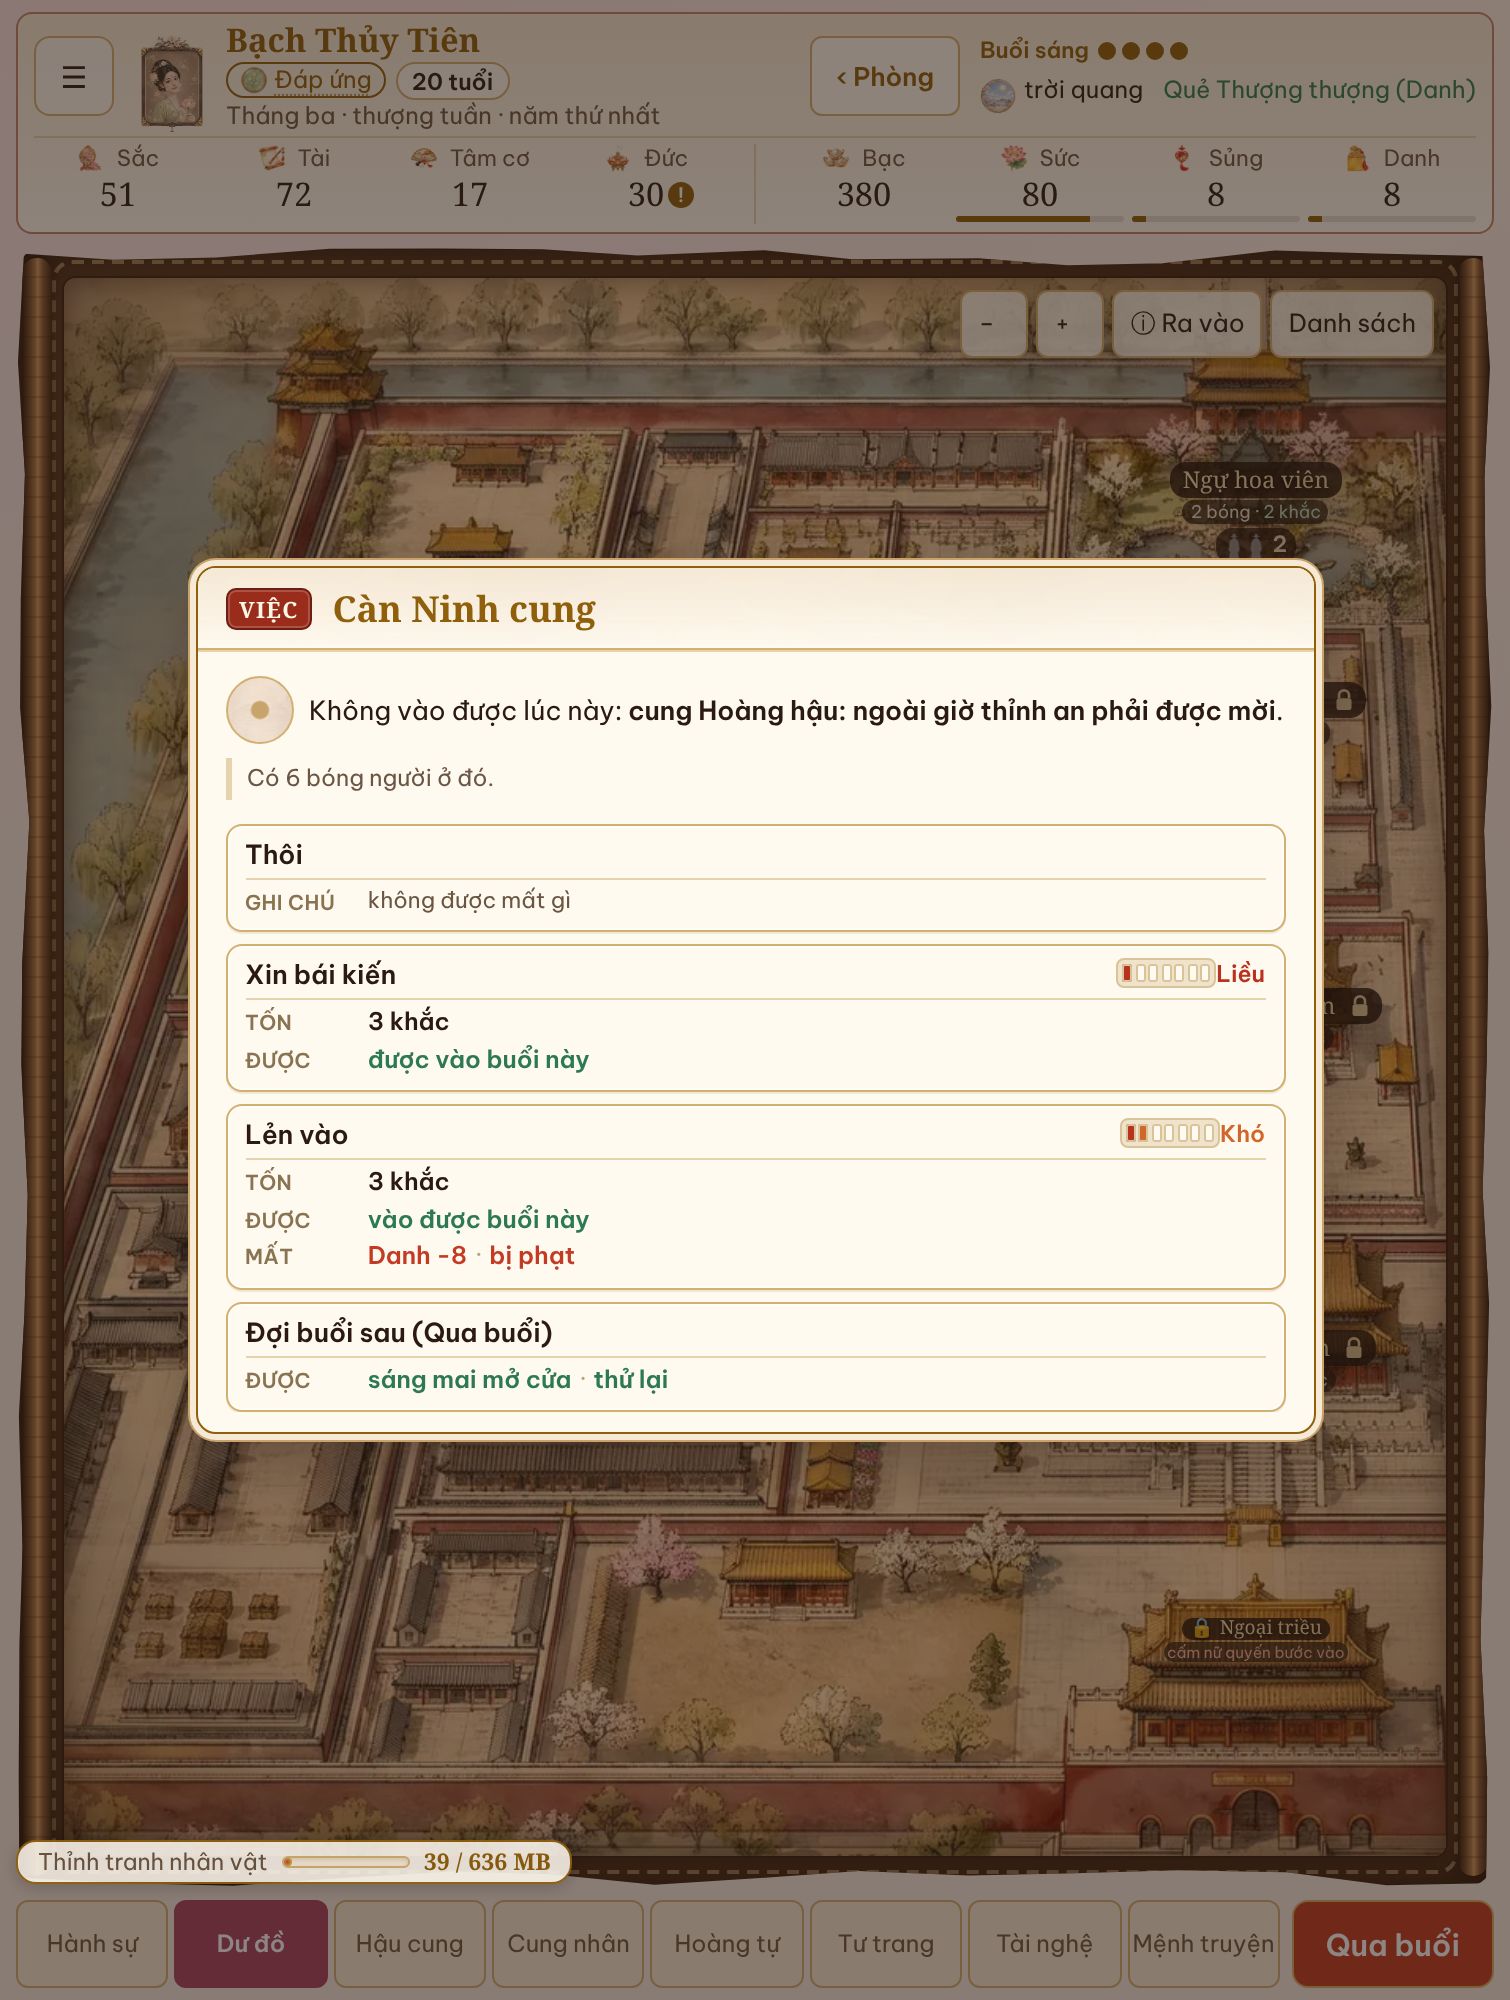 Bạch Thủy Tiên
Đáp ứng 20 tuổi
Tháng ba · thượng tuần · năm thứ nhất
‹ Phòng
Buổi sáng
trời quang Quẻ Thượng thượng (Danh)
Sắc Tài Tâm cơ Đức Bạc Sức Sủng Danh
51 72 17 30 ! 380 80 8 8
− + ⓘ Ra vào Danh sách
Ngự hoa viên
2 bóng · 2 khắc
2
VIỆC Càn Ninh cung
Không vào được lúc này: cung Hoàng hậu: ngoài giờ thỉnh an phải được mời.
Có 6 bóng người ở đó.
Thôi
GHI CHÚ không được mất gì
Xin bái kiến Liều
TỐN 3 khắc
ĐƯỢC được vào buổi này
Lẻn vào Khó
TỐN 3 khắc
ĐƯỢC vào được buổi này
MẤT Danh -8 · bị phạt
Đợi buổi sau (Qua buổi)
ĐƯỢC sáng mai mở cửa · thử lại
Ngoại triều
cấm nữ quyến bước vào
Thỉnh tranh nhân vật 39 / 636 MB
Hành sự Dư đồ Hậu cung Cung nhân Hoàng tự Tư trang Tài nghệ Mệnh truyện Qua buổi